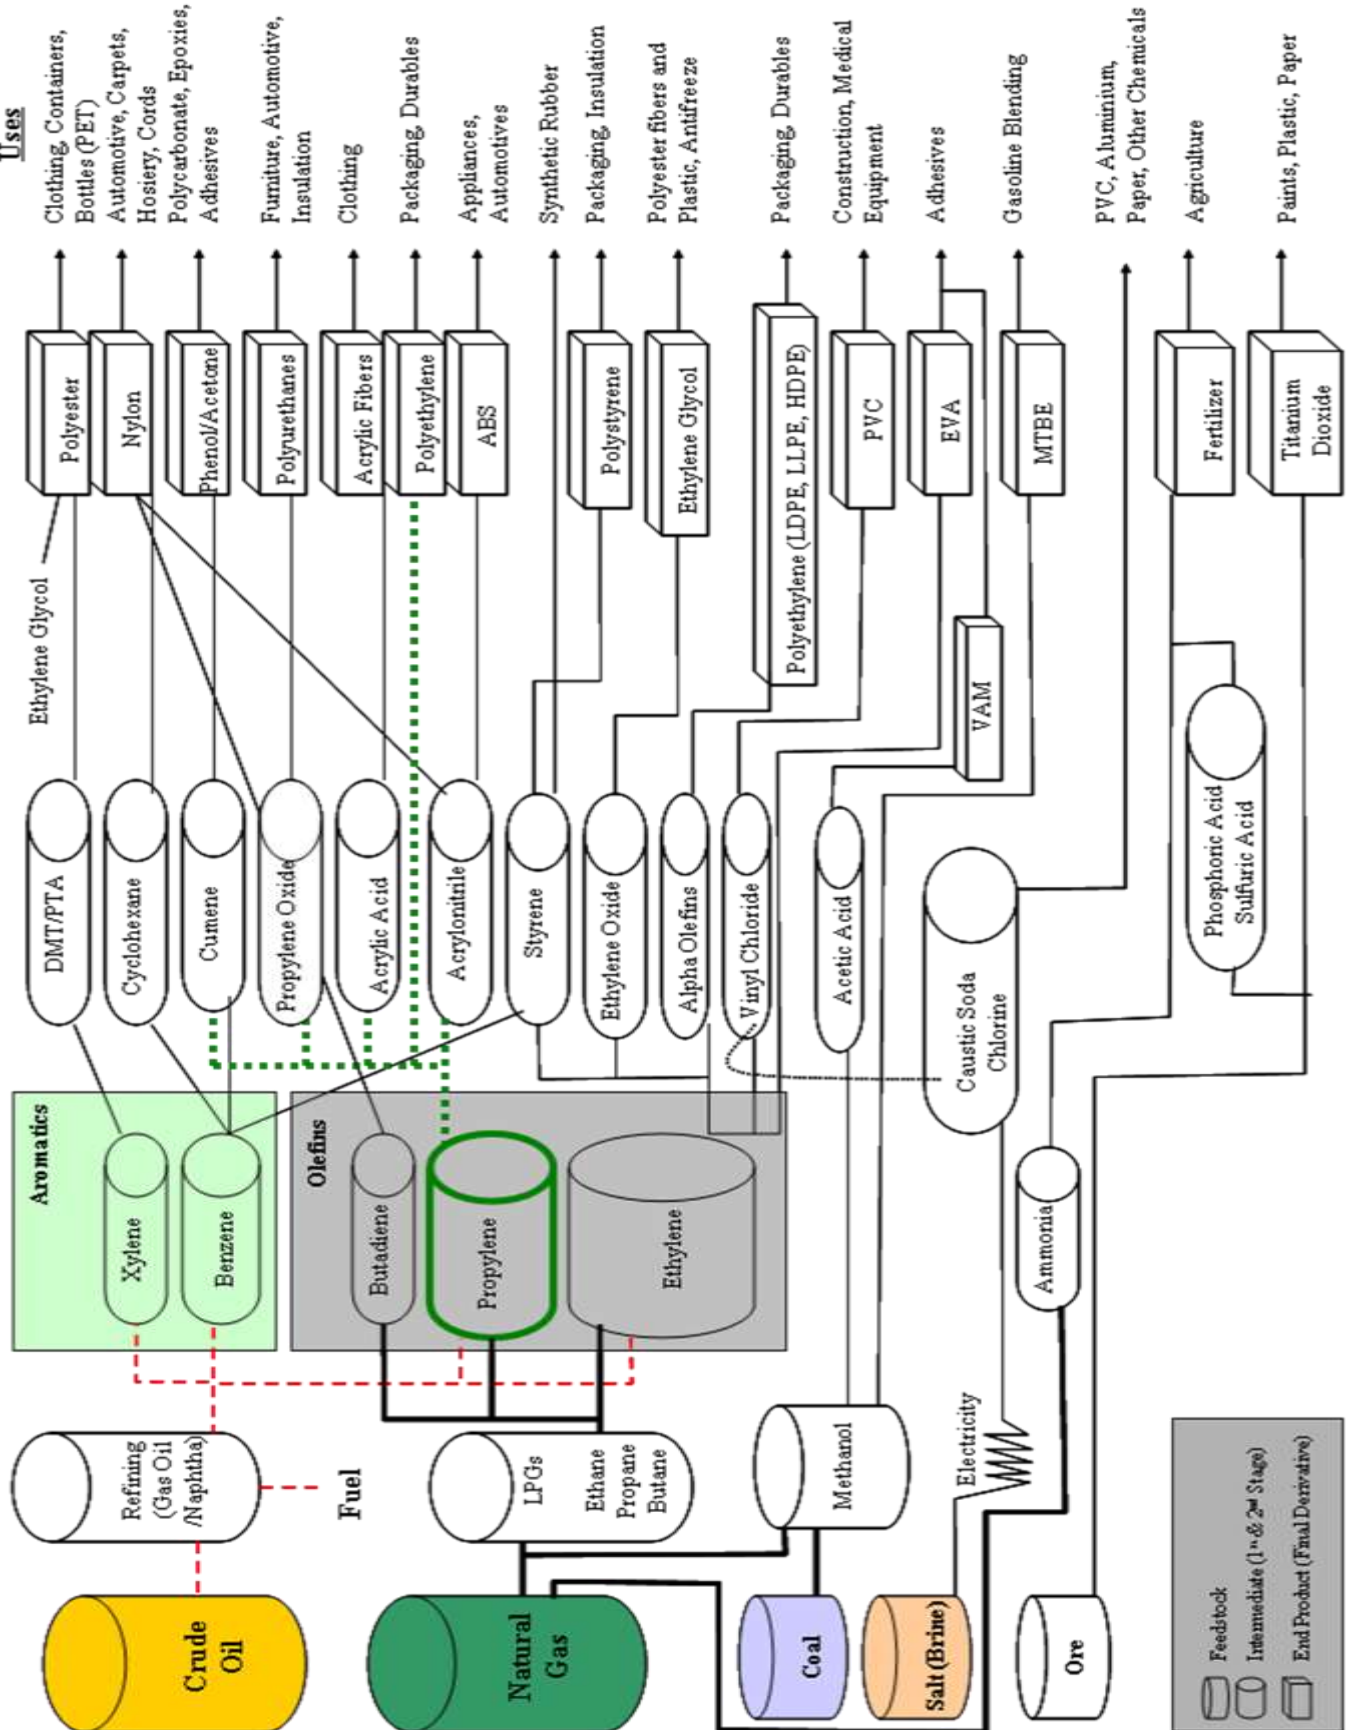 Crude
Oil
Natural
Gas
Coal
Salt (Brine)
Ore
Refining
(Gas Oil
/Naphtha)
Fuel
LPGs
Ethane
Propane
Butane
Methanol
Electricity
Aromatics
Xylene
Benzene
Olefins
Butadiene
Propylene
Ethylene
Ammonia
DMT/PTA
Cyclohexane
Cumene
Propylene Oxide
Acrylic Acid
Acrylonitrile
Styrene
Ethylene Oxide
Alpha Olefins
Vinyl Chloride
Acetic Acid
Caustic Soda
Chlorine
Phosphoric Acid
Sulfuric Acid
Ethylene Glycol
VAM
Polyester
Nylon
Phenol/Acetone
Polyurethanes
Acrylic Fibers
Polyethylene
ABS
Polystyrene
Ethylene Glycol
Polyethylene (LDPE, LLPE, HDPE)
PVC
EVA
MTBE
Fertilizer
Titanium
Dioxide
Uses
Clothing, Containers,
Bottles (PET)
Automotive, Carpets,
Hosiery, Cords
Polycarbonate, Epoxies,
Adhesives
Furniture, Automotive,
Insulation
Clothing
Packaging, Durables
Appliances,
Automotives
Synthetic Rubber
Packaging, Insulation
Polyester fibers and
Plastic, Antifreeze
Packaging, Durables
Construction, Medical
Equipment
Adhesives
Gasoline Blending
PVC, Aluminium,
Paper, Other Chemicals
Agriculture
Paints, Plastic, Paper
Feedstock
Intermediate (1st & 2nd Stage)
End Product (Final Derivative)